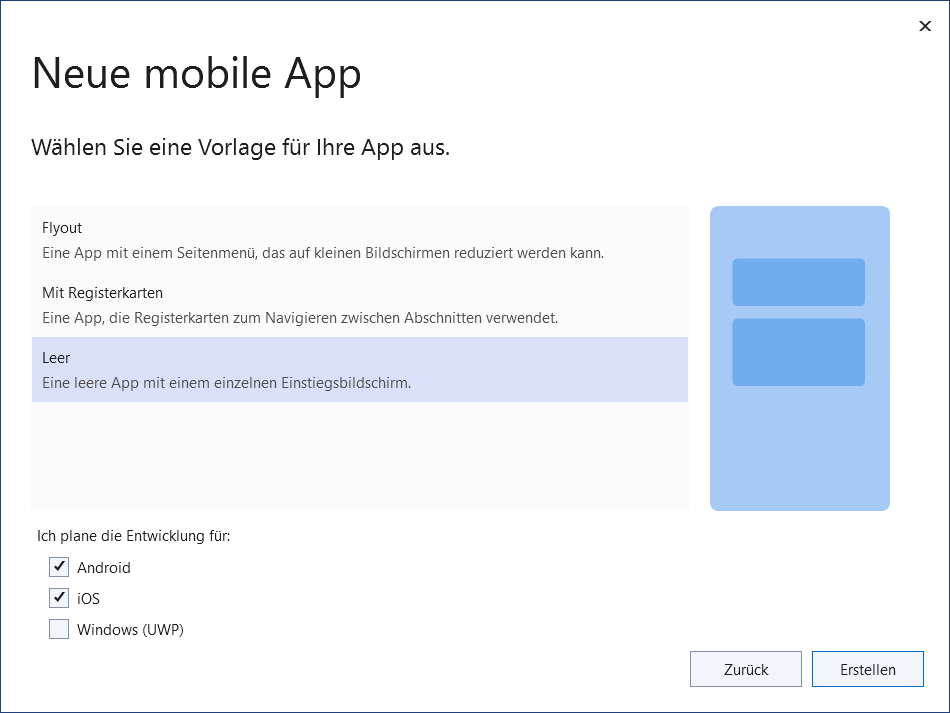 Neue mobile App
Wählen Sie eine Vorlage für Ihre App aus.
Flyout
Eine App mit einem Seitenmenü, das auf kleinen Bildschirmen reduziert werden kann.
Mit Registerkarten
Eine App, die Registerkarten zum Navigieren zwischen Abschnitten verwendet.
Leer
Eine leere App mit einem einzelnen Einstiegsbildschirm.
Ich plane die Entwicklung für:
Android
iOS
Windows (UWP)
Zurück
Erstellen